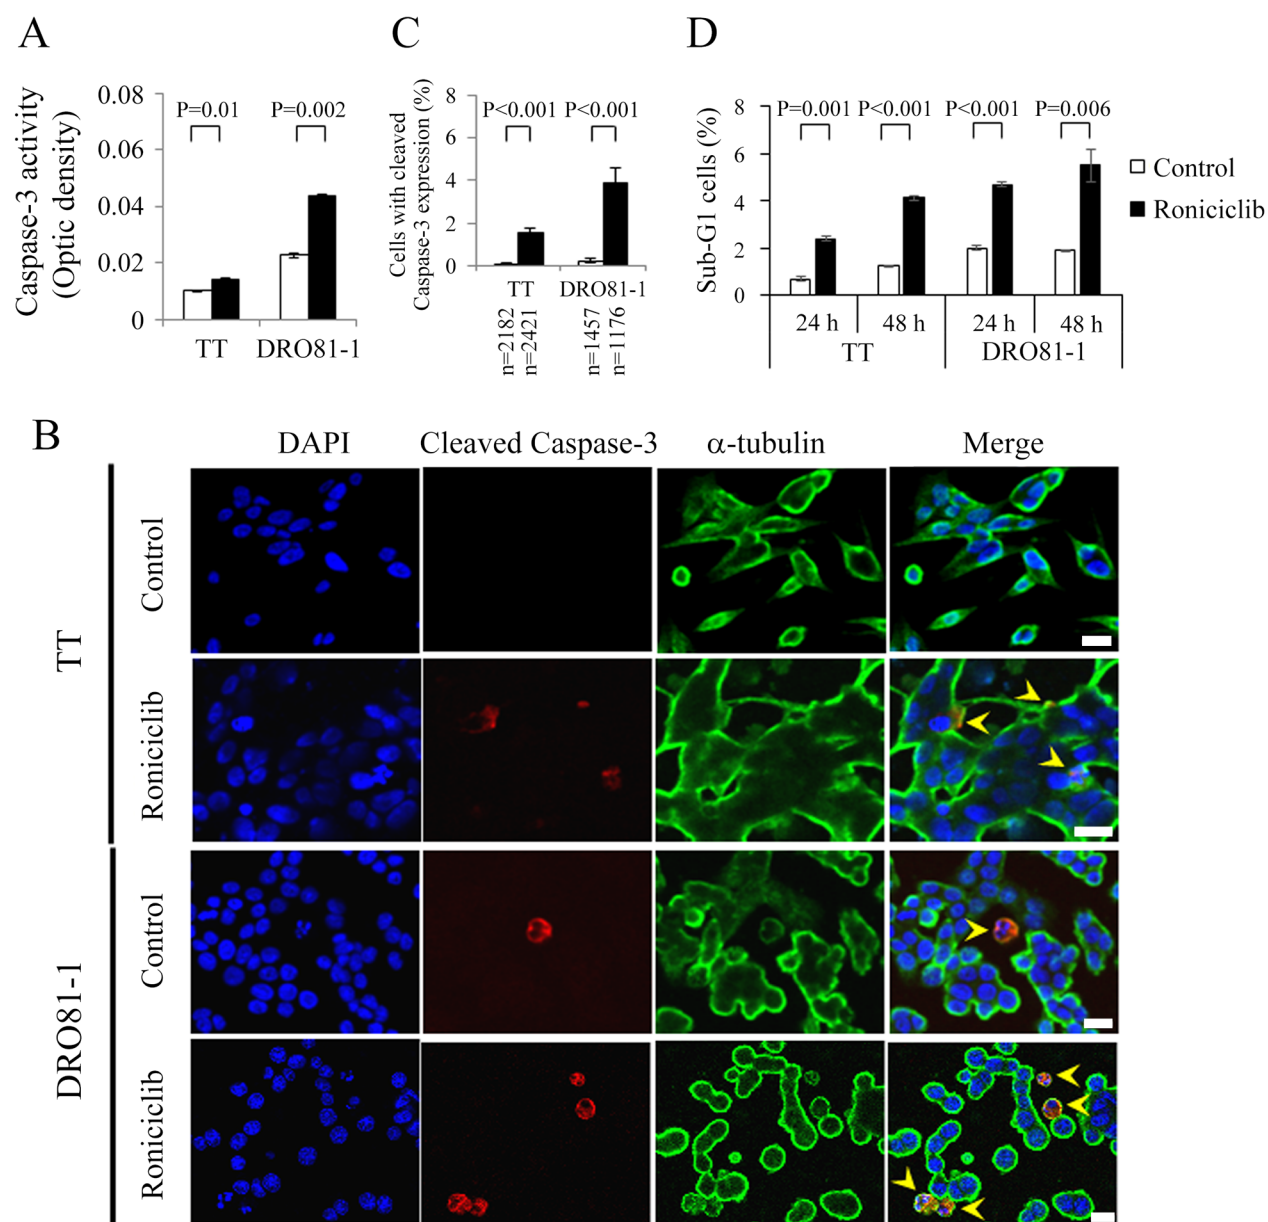 A
Caspase-3 activity
(Optic density)
0.08
0.06
0.04
0.02
0
P=0.01
P=0.002
TT
DRO81-1
C
Cells with cleaved
Caspase-3 expression (%)
8
6
4
2
0
P<0.001
P<0.001
TT
DRO81-1
n=2182
n=2421
n=1457
n=1176
D
Sub-G1 cells (%)
8
6
4
2
0
P=0.001
P<0.001
P<0.001
P=0.006
24 h
48 h
24 h
48 h
TT
DRO81-1
Control
Roniciclib
B
DAPI
Cleaved Caspase-3
α-tubulin
Merge
TT
Control
Roniciclib
DRO81-1
Control
Roniciclib